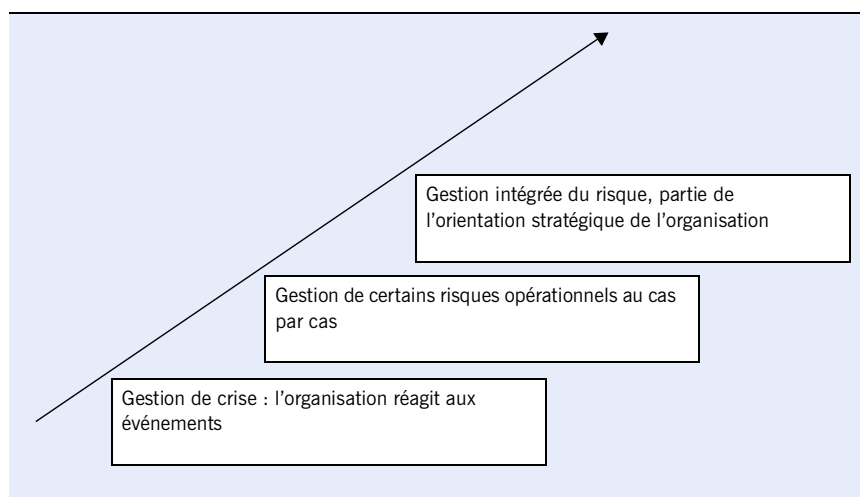 Gestion intégrée du risque, partie de
l'orientation stratégique de l'organisation
Gestion de certains risques opérationnels au cas
par cas
Gestion de crise : l'organisation réagit aux
événements